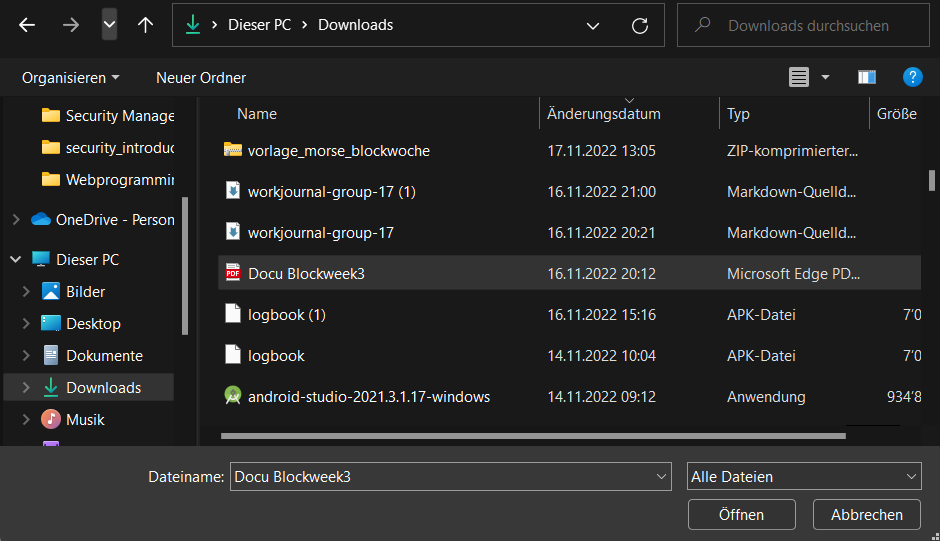 Dieser PC Downloads
Downloads durchsuchen
Organisieren Neuer Ordner
?
Security Manage
security_introduc
Webprogrammin
OneDrive - Person
Dieser PC
Bilder
Desktop
Dokumente
Downloads
Musik
Name Änderungsdatum Typ Größe
vorlage_morse_blockwoche 17.11.2022 13:05 ZIP-komprimierter...
workjournal-group-17 (1) 16.11.2022 21:00 Markdown-Quelld...
workjournal-group-17 16.11.2022 20:21 Markdown-Quelld...
PDF Docu Blockweek3 16.11.2022 20:12 Microsoft Edge PD...
logbook (1) 16.11.2022 15:16 APK-Datei 7'0
logbook 14.11.2022 10:04 APK-Datei 7'0
android-studio-2021.3.1.17-windows 14.11.2022 09:12 Anwendung 934'8
Dateiname: Docu Blockweek3 Alle Dateien
Öffnen Abbrechen